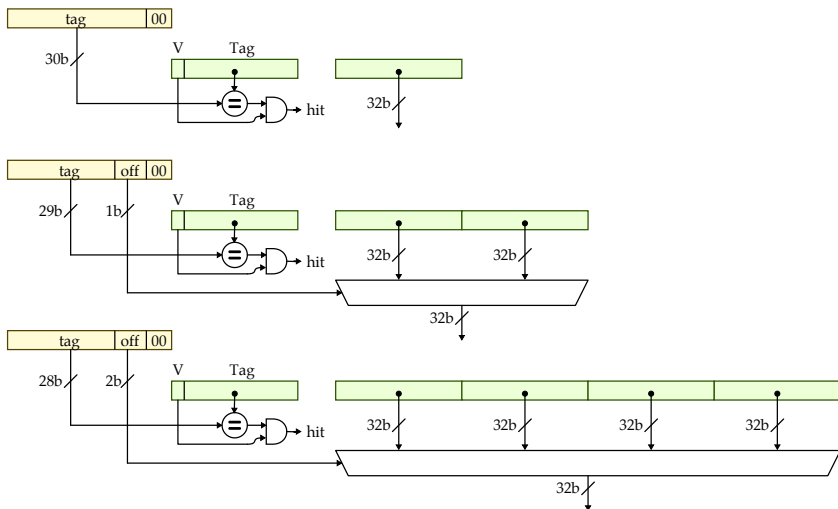 tag 00
30b
V Tag
32b
hit
tag off 00
29b 1b
V Tag
32b 32b
hit
32b
tag off 00
28b 2b
V Tag
32b 32b 32b 32b
hit
32b